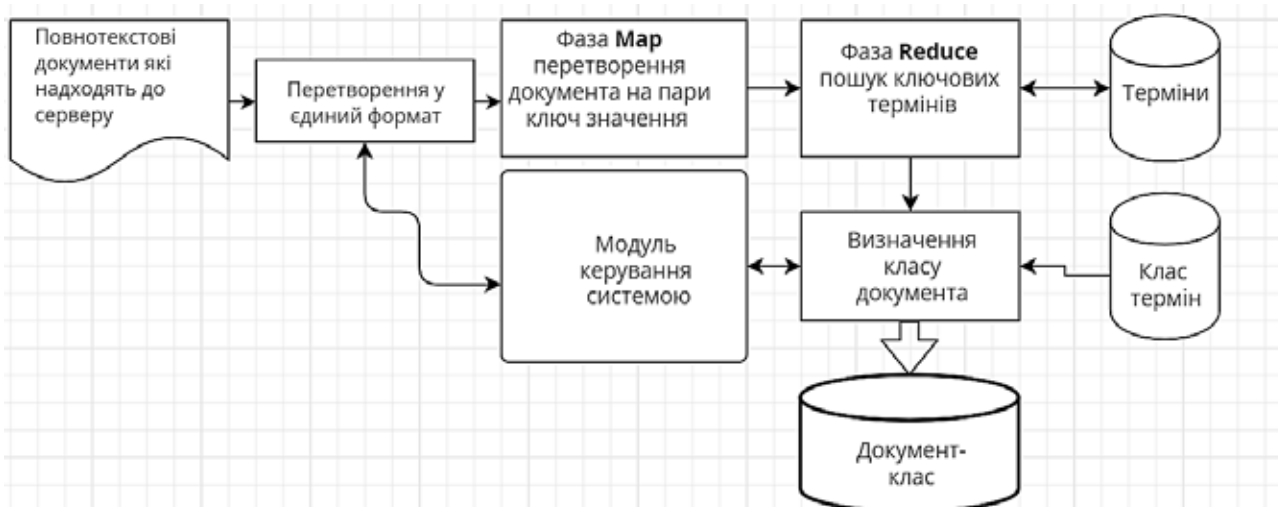 Повнотекстові
документи які
надходять до
серверу
Перетворення у
єдиний формат
Фаза Map
перетворення
документа на пари
ключ значення
Фаза Reduce
пошук ключових
термінів
Терміни
Модуль
керування
системою
Визначення
класу
документа
Клас
термін
Документ-
клас